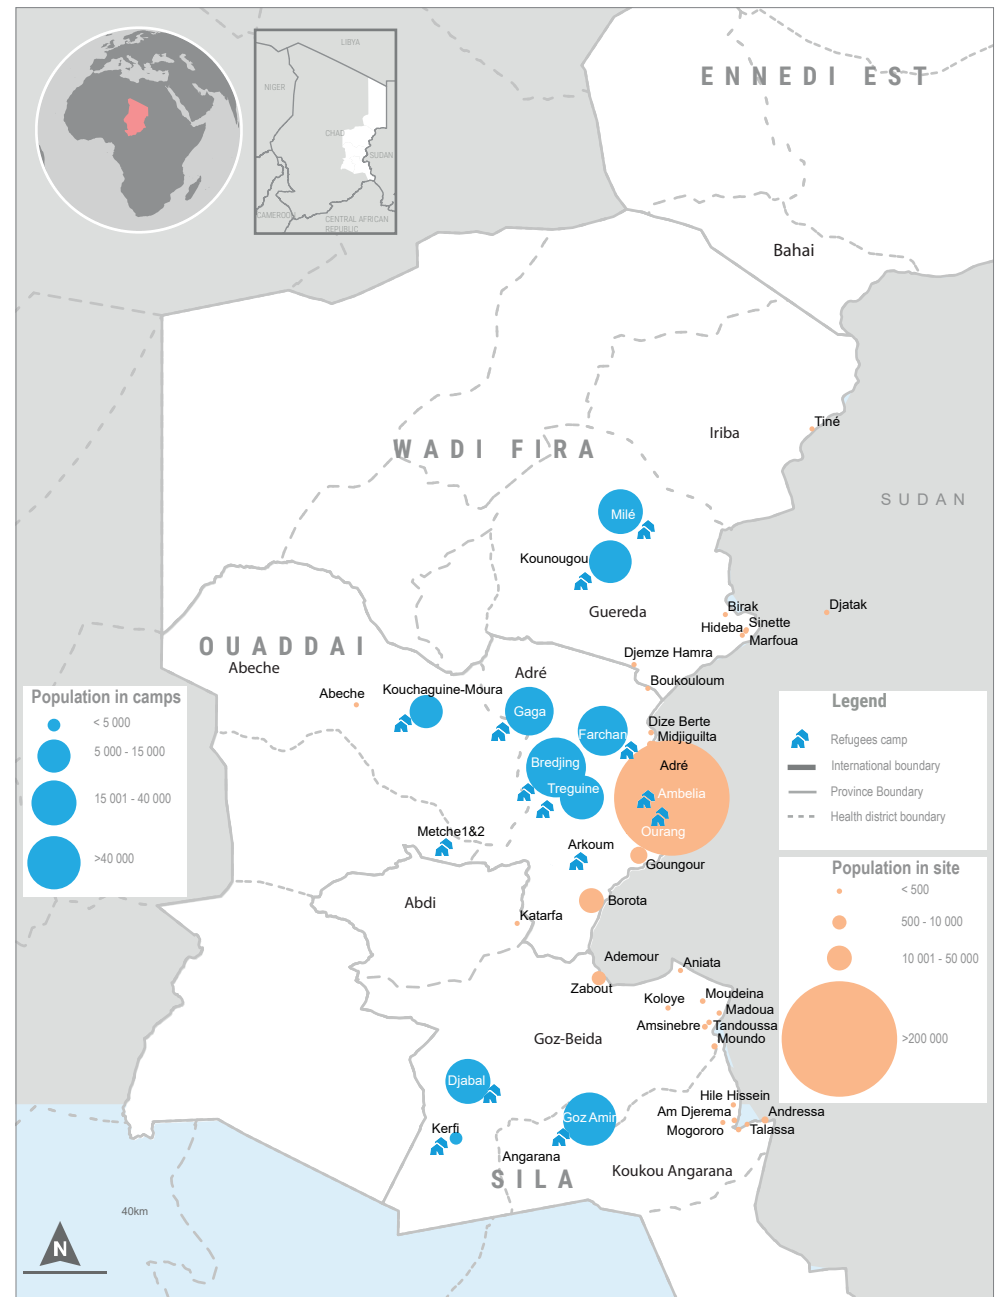 LIBYA
NIGER
CHAD
SUDAN
CAMEROON
CENTRAL AFRICAN
REPUBLIC
ENNEDI EST
Bahai
Tiné
Iriba
WADI FIRA
SUDAN
Milé
Kounougou
Guereda
Birak
Djatak
Hideba
Sinette
Marfoua
OUADDAI
Abeche
Djemze Hamra
Adré
Boukouloum
Abeche
Kouchaguine-Moura
Gaga
Farchan
Dize Berte
Midjiguilta
Bredjing
Adré
Treguine
Ambelia
Ourang
Metche1&2
Arkoum
Goungour
Abdi
Borota
Katarfa
Ademour
Aniata
Zabout
Koloye
Moudeina
Madoua
Amsinebre
Tandoussa
Moundo
Goz-Beida
Djabal
Hile Hissein
Am Djerema
Andressa
Mogororo
Talassa
Goz Amir
Kerfi
Angarana
Koukou Angarana
SILA
Population in camps
< 5 000
5 000 - 15 000
15 001 - 40 000
>40 000
Legend
Refugees camp
International boundary
Province Boundary
Health district boundary
Population in site
< 500
500 - 10 000
10 001 - 50 000
>200 000
40km
N